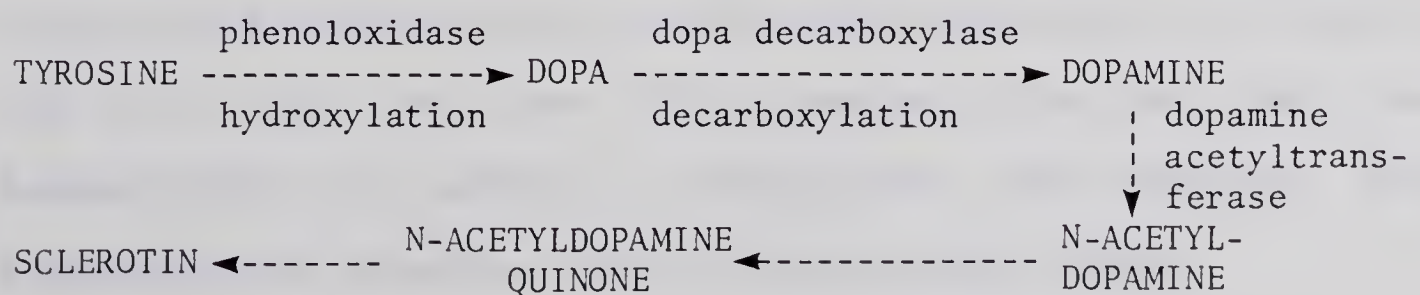 phenoloxidase dopa decarboxylase
TYROSINE DOPA DOPAMINE
hydroxylation decarboxylation dopamine
acetyltrans-
ferase
N-ACETYLDOPAMINE N-ACETYL-
SCLEROTIN
QUINONE DOPAMINE